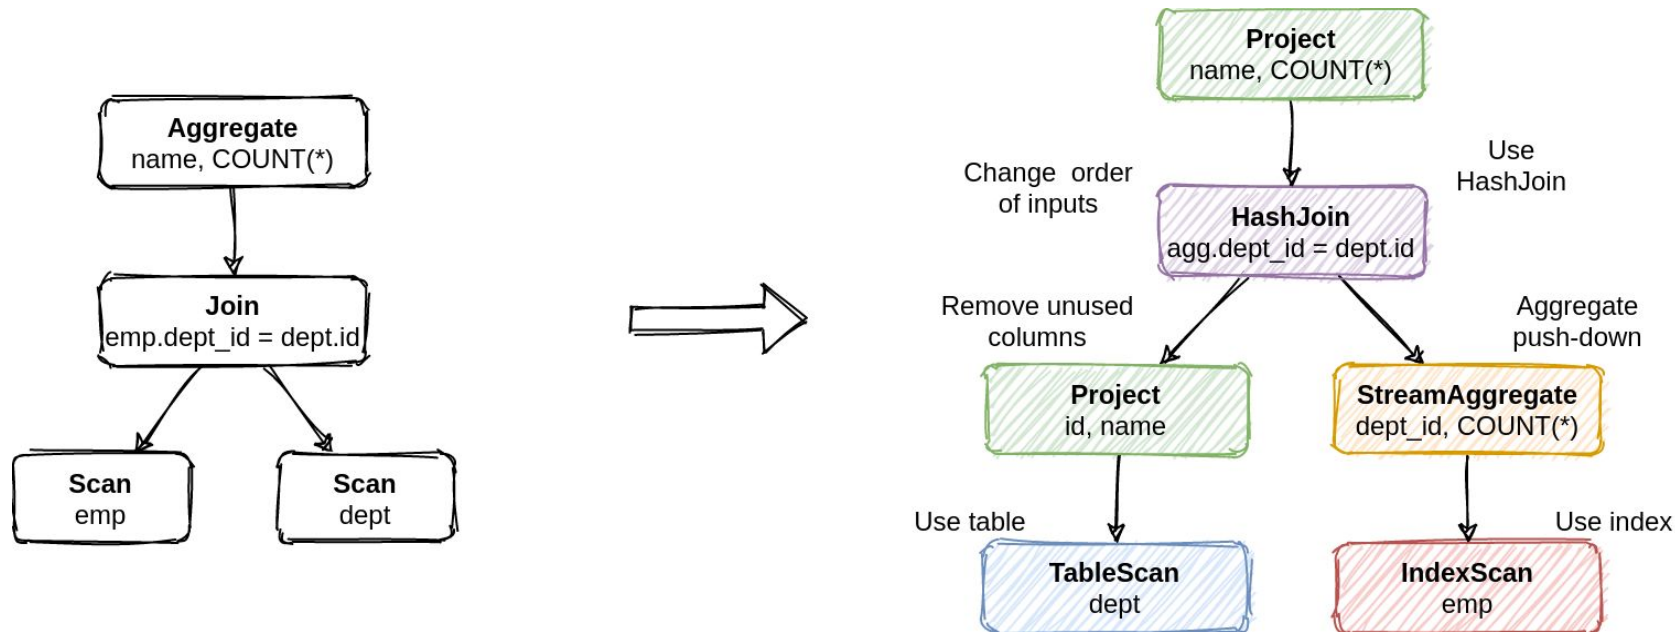 Aggregate
name, COUNT(*)
Join
emp.dept_id = dept.id
Scan
emp
Scan
dept
Project
name, COUNT(*)
Change order
of inputs
Use
HashJoin
HashJoin
agg.dept_id = dept.id
Remove unused
columns
Aggregate
push-down
Project
id, name
StreamAggregate
dept_id, COUNT(*)
Use table
Use index
TableScan
dept
IndexScan
emp